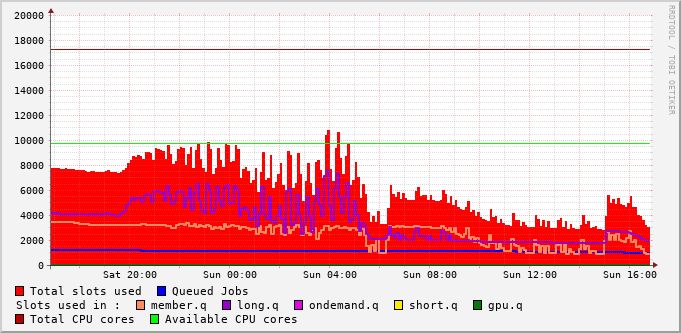 20000
18000
16000
14000
12000
10000
8000
6000
4000
2000
0
Sat 20:00 Sun 00:00 Sun 04:00 Sun 08:00 Sun 12:00 Sun 16:00
RRDTOOL / TOBI OETIKER
Total slots used Queued Jobs
Slots used in : member.q long.q ondemand.q short.q gpu.q
Total CPU cores Available CPU cores